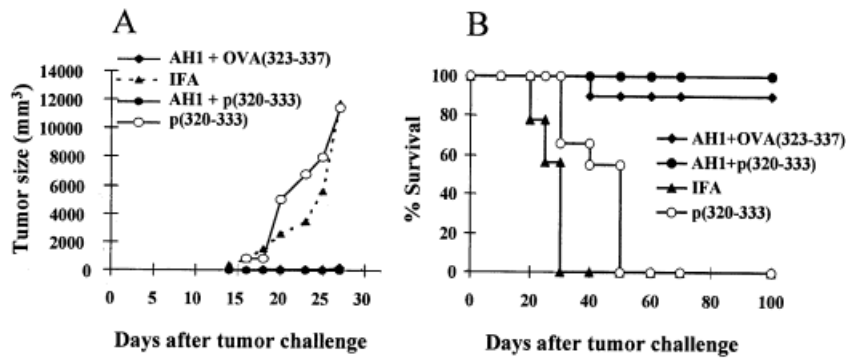 A
AH1 + OVA(323-337)
IFA
AH1 + p(320-333)
p(320-333)
14000
12000
10000
8000
6000
4000
2000
0
Tumor size (mm³)
0 5 10 15 20 25 30
Days after tumor challenge
B
100
80
60
40
20
0
% Survival
AH1+OVA(323-337)
AH1+p(320-333)
IFA
p(320-333)
0 20 40 60 80 100
Days after tumor challenge